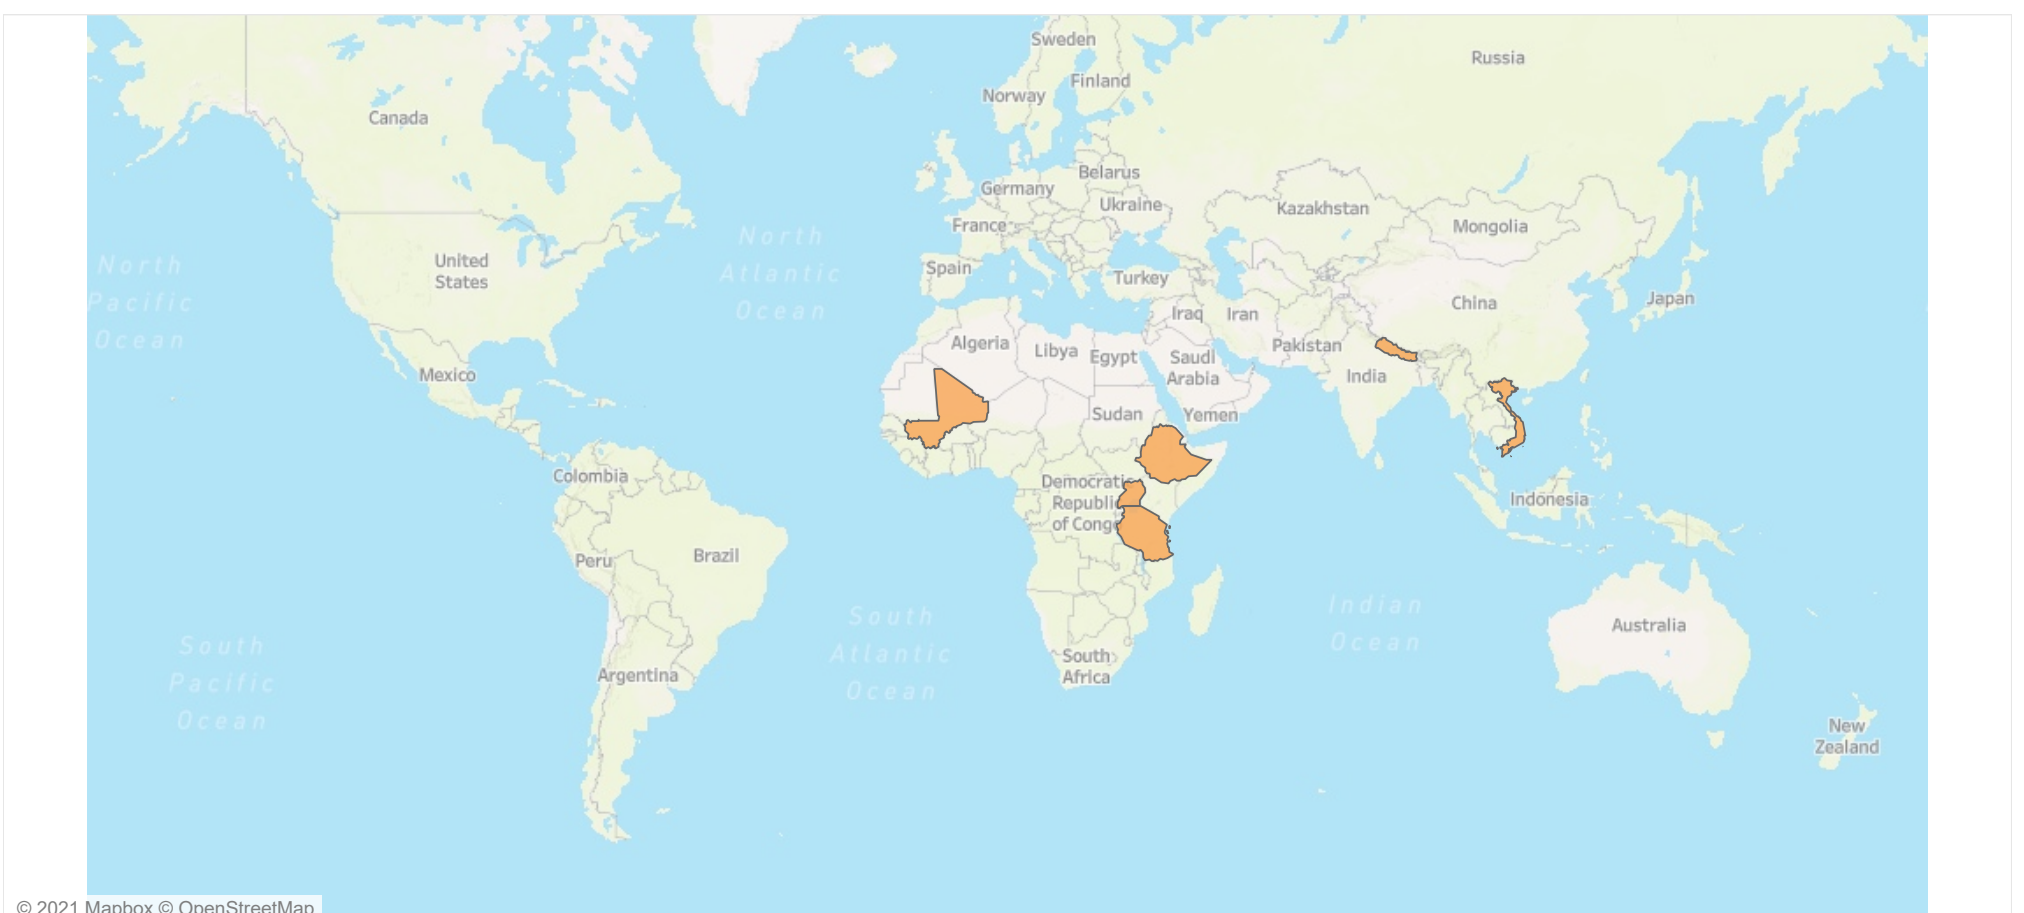 Sweden
Russia
Finland
Norway
Canada
Belarus
Germany
Ukraine
Kazakhstan
France
Mongolia
North
Atlantic
Ocean
North
Pacific
Ocean
United
States
Spain
Turkey
China
Japan
Iraq
Iran
Algeria
Libya
Egypt
Pakistan
Saudi
Arabia
Mexico
India
Sudan
Yemen
Colombia
Democratic
Republic
of Congo
Indonesia
Peru
Brazil
South
Atlantic
Ocean
Indian
Ocean
Australia
South
Pacific
Ocean
South
Africa
Argentina
New
Zealand
© 2021 Mapbox © OpenStreetMap